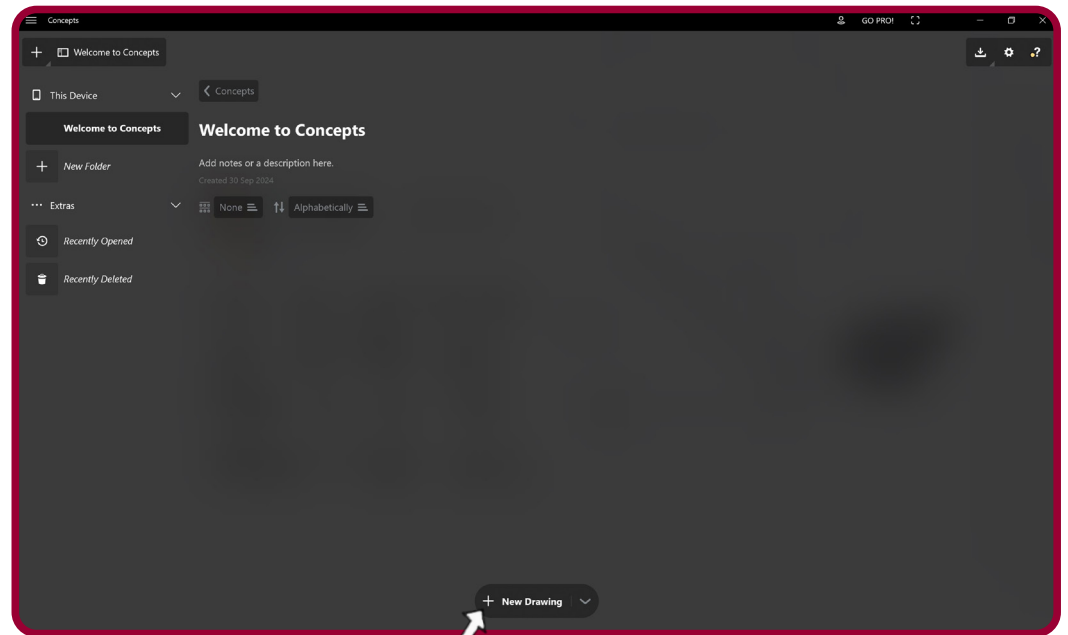 Concepts
GO PRO!
Welcome to Concepts
This Device
Welcome to Concepts
New Folder
Extras
Recently Opened
Recently Deleted
Concepts
Welcome to Concepts
Add notes or a description here.
Created 30 Sep 2024
None
Alphabetically
New Drawing